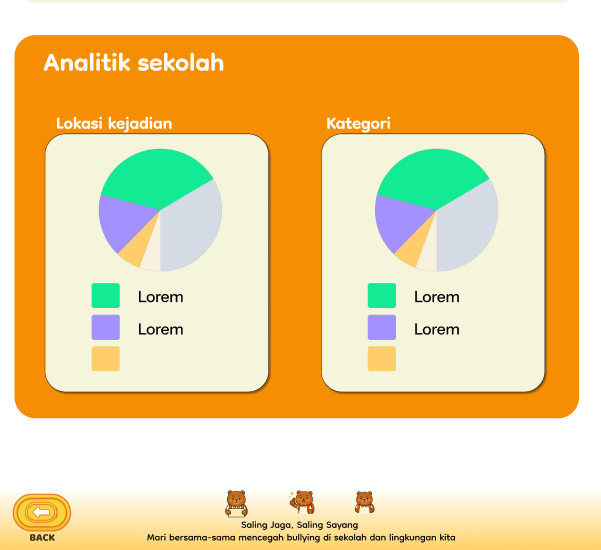 Analitik sekolah
Lokasi kejadian
Kategori
Lorem
Lorem
Lorem
Lorem
BACK
Saling Jaga, Saling Sayang
Mari bersama-sama mencegah bullying di sekolah dan lingkungan kita